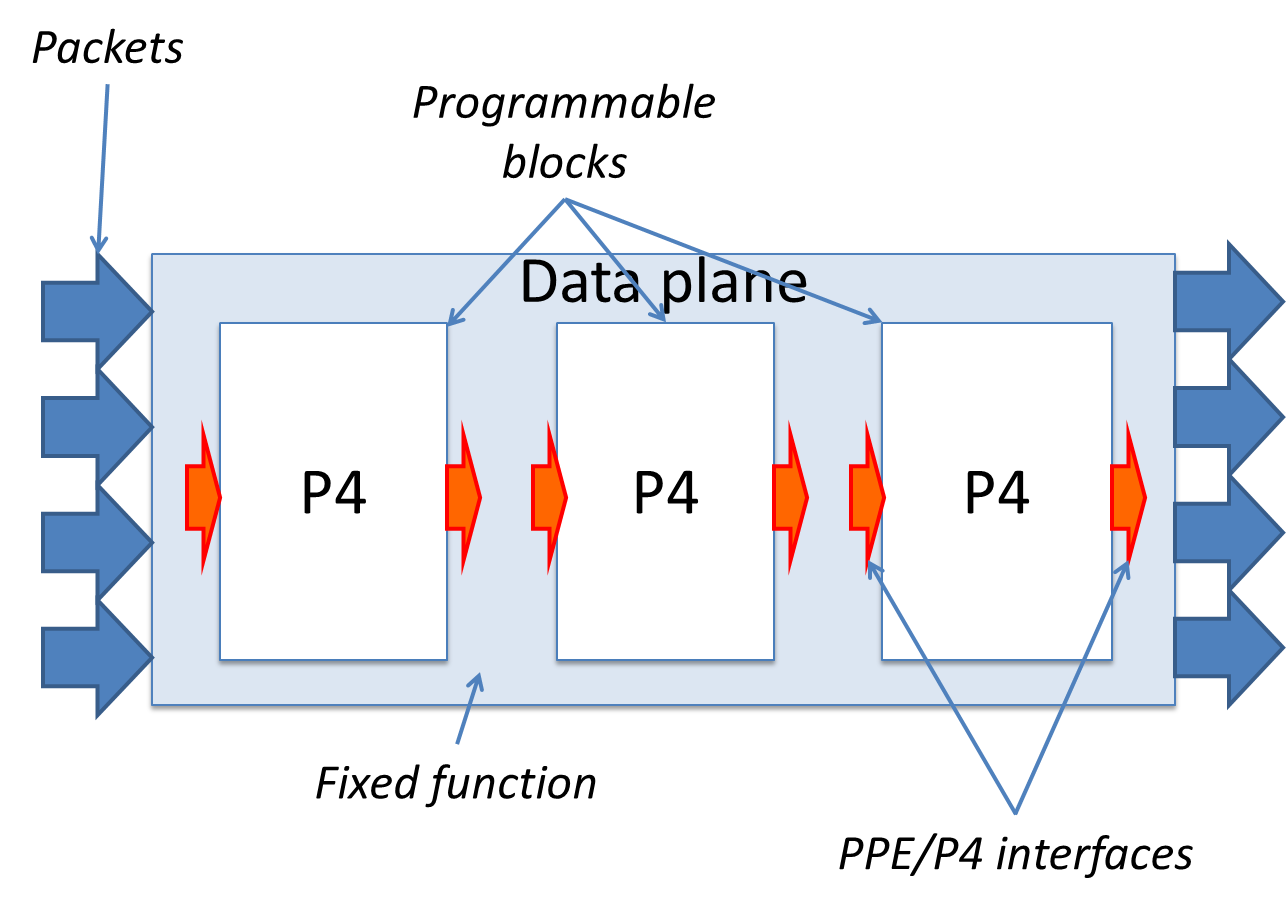 Packets
Programmable
blocks
Data plane
P4
P4
P4
Fixed function
PPE/P4 interfaces